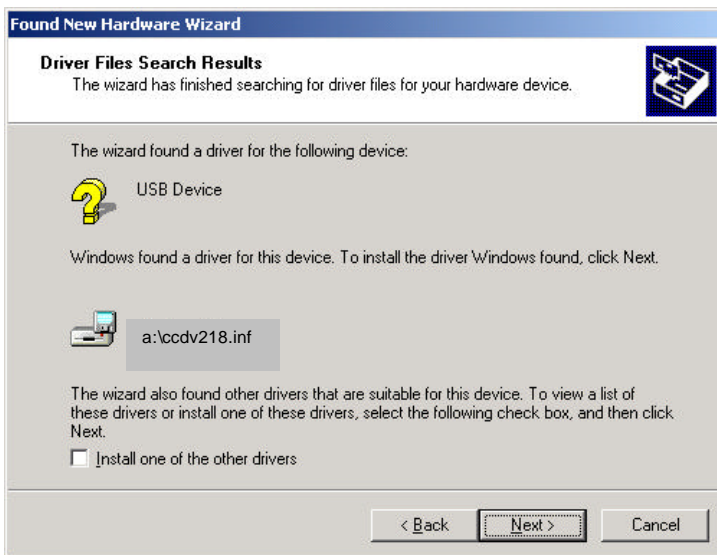 Found New Hardware Wizard
Driver Files Search Results
The wizard has finished searching for driver files for your hardware device.
The wizard found a driver for the following device:
USB Device
Windows found a driver for this device. To install the driver Windows found, click Next.
a:\ccdv218.inf
The wizard also found other drivers that are suitable for this device. To view a list of
these drivers or install one of these drivers, select the following check box, and then click
Next.
Install one of the other drivers
< Back
Next >
Cancel